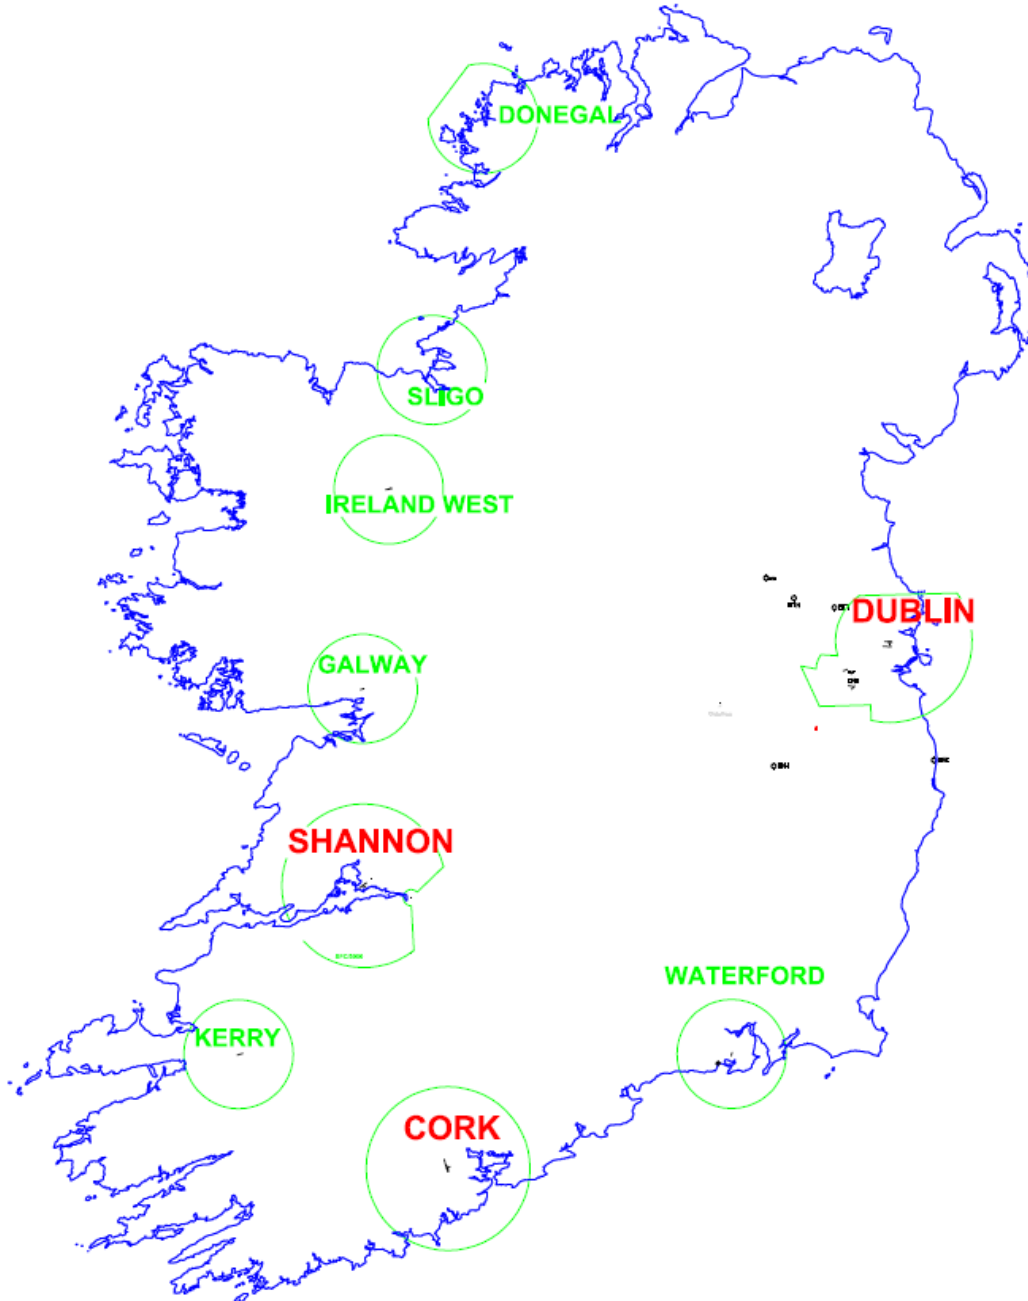 DONEGAL
SLIGO
IRELAND WEST
DUBLIN
GALWAY
SHANNON
WATERFORD
KERRY
CORK